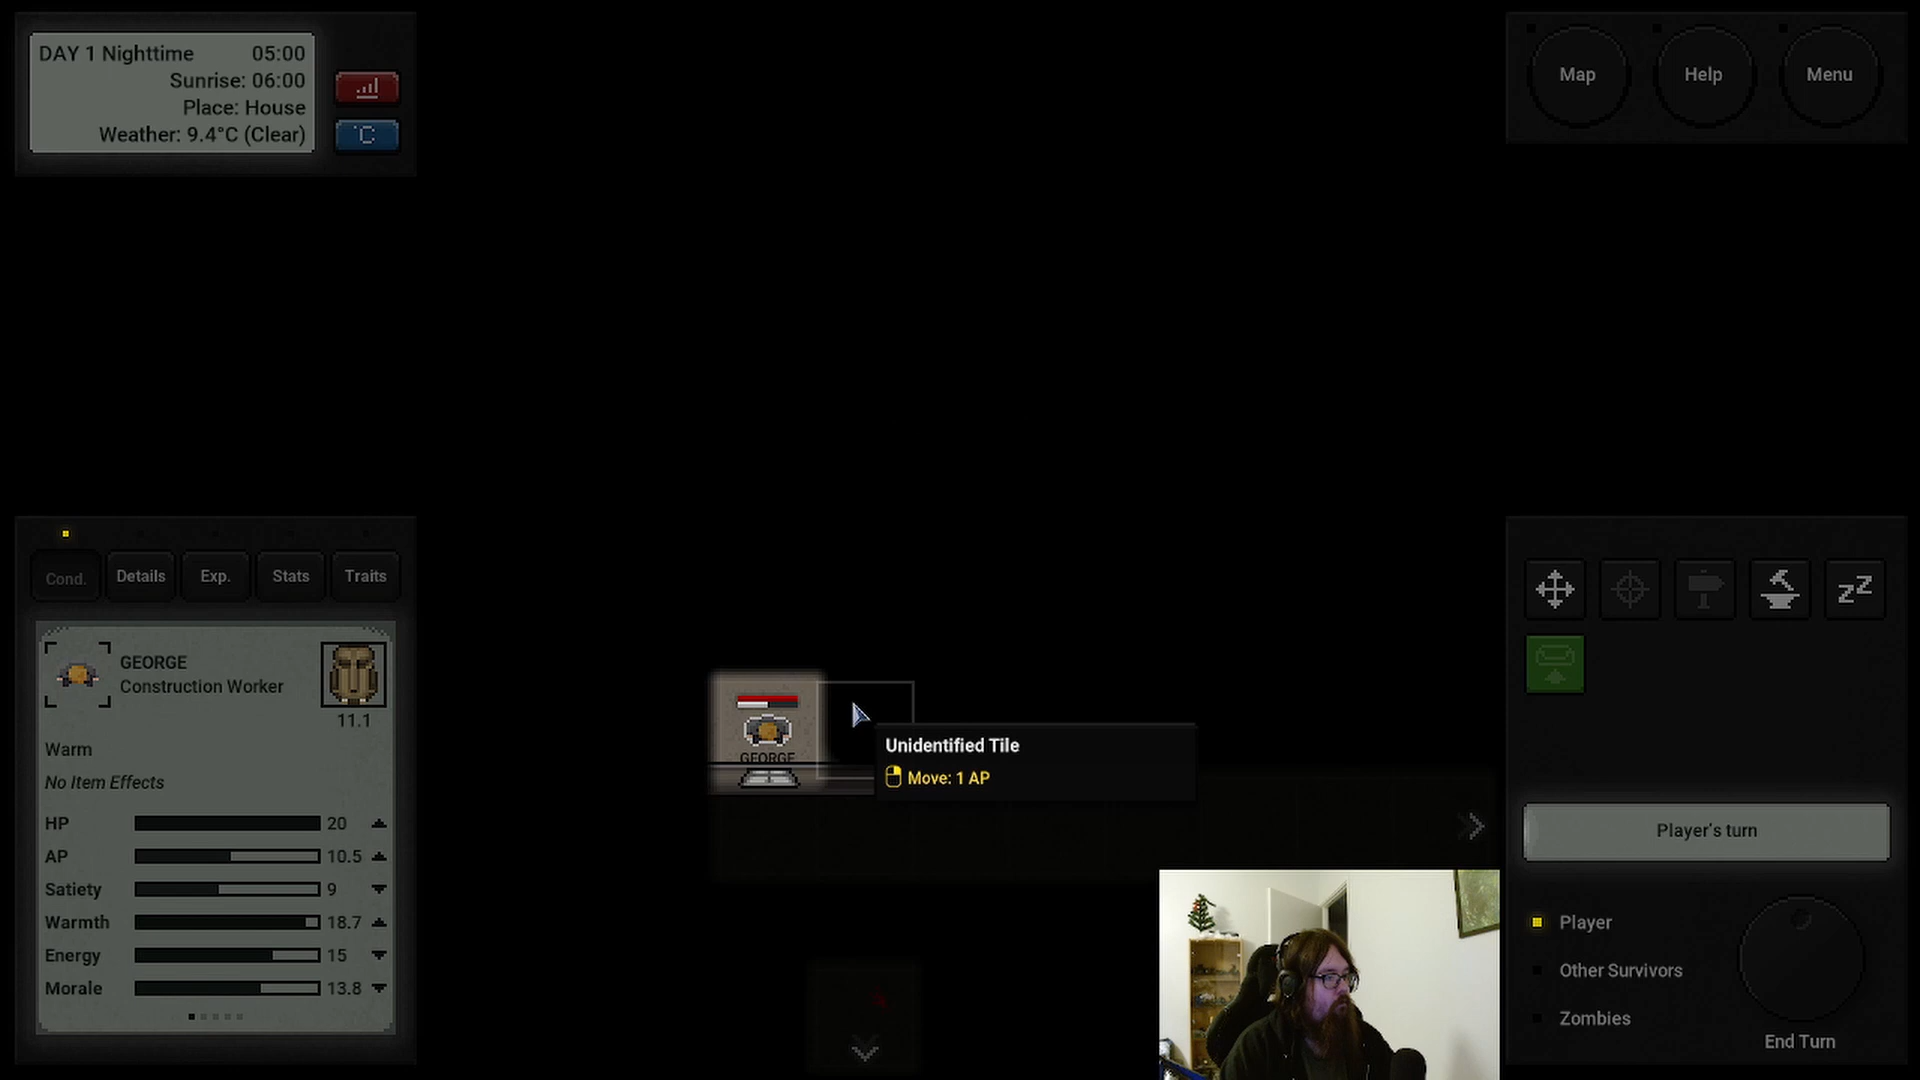 DAY 1 Nighttime 05:00
Sunrise: 06:00
Place: House
Weather: 9.4°C (Clear)
°C
Map
Help
Menu
Cond.
Details
Exp.
Stats
Traits
GEORGE
Construction Worker
11.1
Warm
No Item Effects
HP 20
AP 10.5
Satiety 9
Warmth 18.7
Energy 15
Morale 13.8
GEORGE
Unidentified Tile
Move: 1 AP
zZ
Player's turn
Player
Other Survivors
Zombies
End Turn